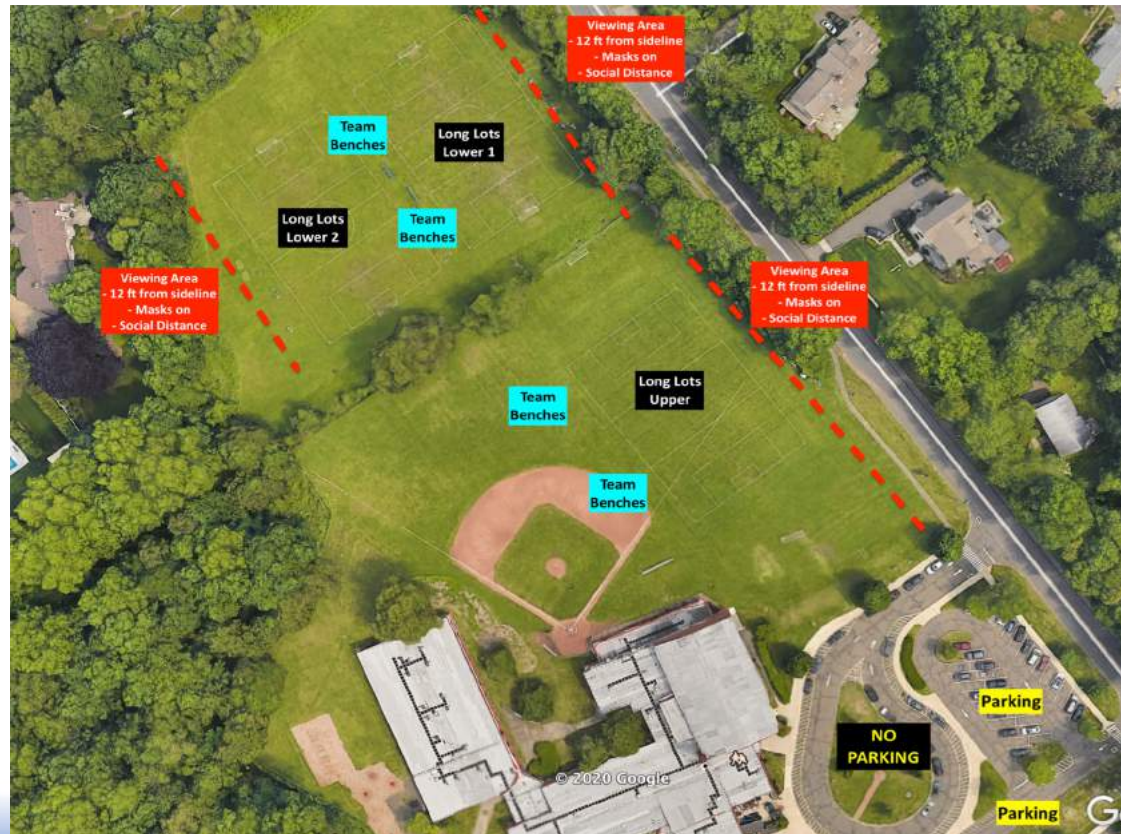 Viewing Area
- 12 ft from sideline
- Masks on
- Social Distance
Team
Benches
Long Lots
Lower 1
Long Lots
Lower 2
Team
Benches
Viewing Area
- 12 ft from sideline
- Masks on
- Social Distance
Viewing Area
- 12 ft from sideline
- Masks on
- Social Distance
Long Lots
Upper
Team
Benches
Team
Benches
Parking
NO
PARKING
© 2020 Google
Parking
G